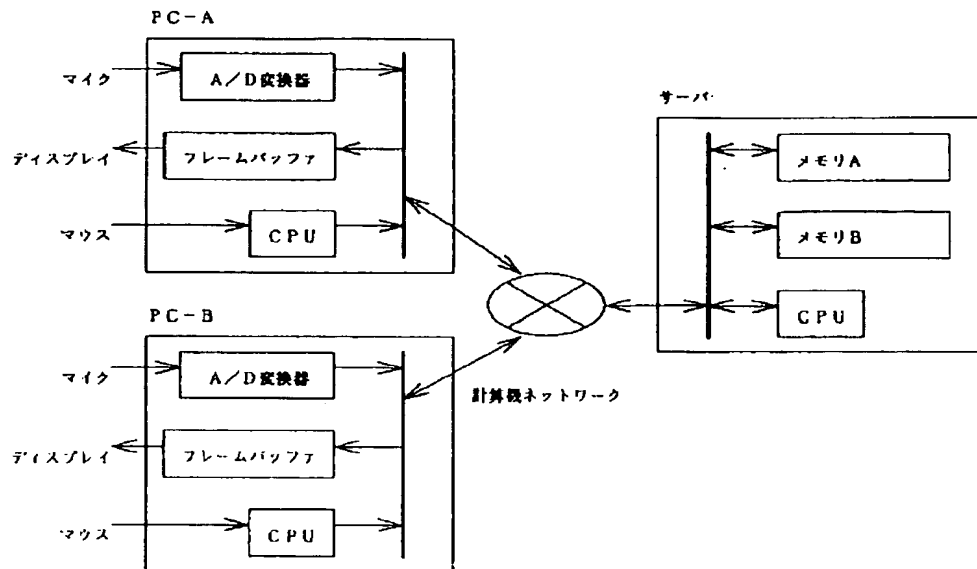 PC-A
マイク
A/D変換器
ディスプレイ
フレームバッファ
マウス
CPU
サーバ
メモリA
メモリB
CPU
計算機ネットワーク
PC-B
マイク
A/D変換器
ディスプレイ
フレームバッファ
マウス
CPU